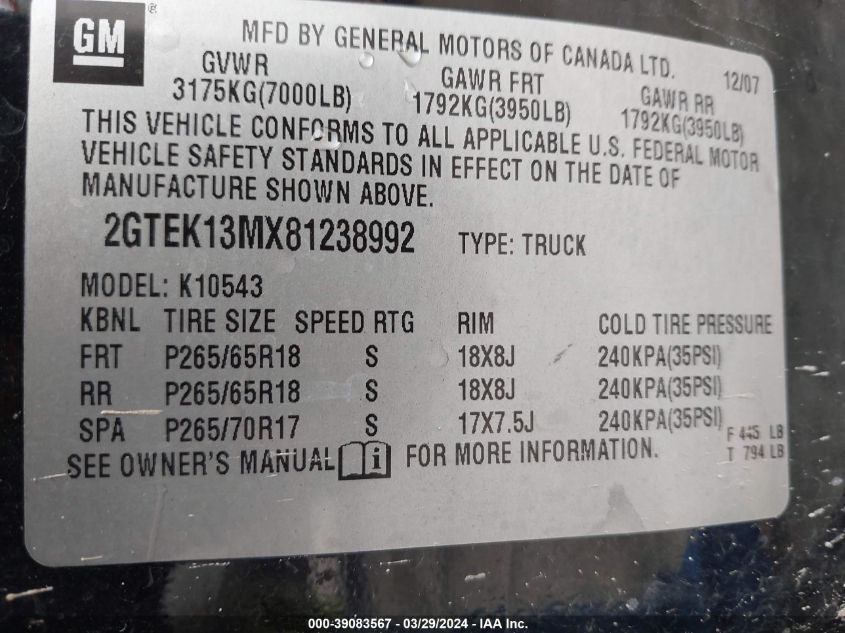 GM®
MFD BY GENERAL MOTORS OF CANADA LTD. 12/07
GVWR GAWR FRT GAWR RR
3175KG(7000LB) 1792KG(3950LB) 1792KG(3950LB)
THIS VEHICLE CONFORMS TO ALL APPLICABLE U.S. FEDERAL MOTOR
VEHICLE SAFETY STANDARDS IN EFFECT ON THE DATE OF
MANUFACTURE SHOWN ABOVE.
2GTEK13MX81238992 TYPE: TRUCK
MODEL: K10543
KBNL TIRE SIZE SPEED RTG RIM COLD TIRE PRESSURE
FRT P265/65R18 S 18X8J 240KPA(35PSI)
RR P265/65R18 S 18X8J 240KPA(35PSI)
SPA P265/70R17 S 17X7.5J 240KPA(35PSI)
F 445 LB
SEE OWNER'S MANUAL i FOR MORE INFORMATION. T 794 LB
000-39083567 - 03/29/2024 - IAA Inc.